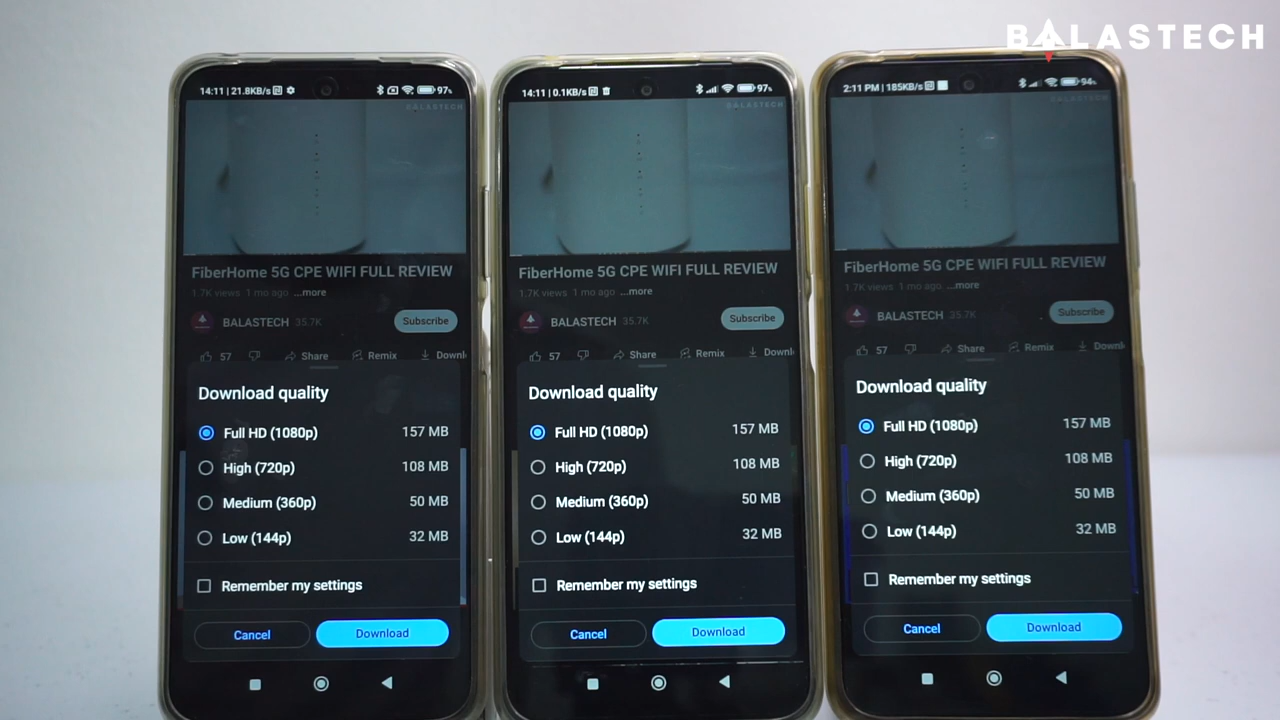 BALASTECH
14:11 | 21.8KB/s 97%
BALASTECH
FiberHome 5G CPE WIFI FULL REVIEW
1.7K views 1 mo ago ...more
BALASTECH 35.7K Subscribe
57 Share Remix Downl
Download quality
Full HD (1080p) 157 MB
High (720p) 108 MB
Medium (360p) 50 MB
Low (144p) 32 MB
Remember my settings
Cancel Download
14:11 | 0.1KB/s 97%
BALASTECH
FiberHome 5G CPE WIFI FULL REVIEW
1.7K views 1 mo ago ...more
BALASTECH 35.7K Subscribe
57 Share Remix Downl
Download quality
Full HD (1080p) 157 MB
High (720p) 108 MB
Medium (360p) 50 MB
Low (144p) 32 MB
Remember my settings
Cancel Download
2:11 PM | 185KB/s 94%
BALASTECH
FiberHome 5G CPE WIFI FULL REVIEW
1.7K views 1 mo ago ...more
BALASTECH 35.7K Subscribe
57 Share Remix Downl
Download quality
Full HD (1080p) 157 MB
High (720p) 108 MB
Medium (360p) 50 MB
Low (144p) 32 MB
Remember my settings
Cancel Download